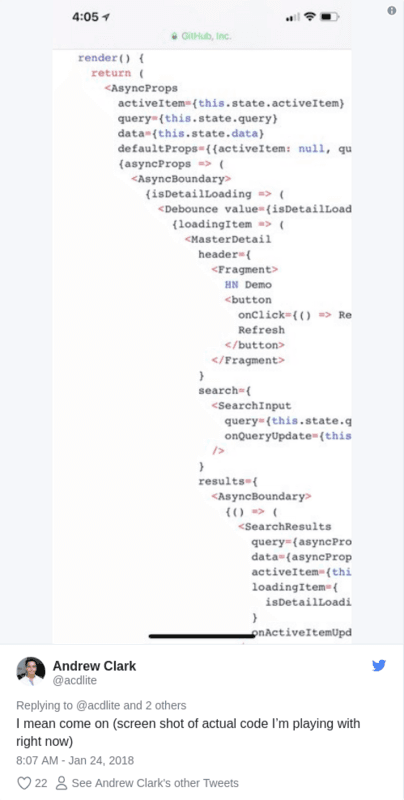 4:05
GitHub, Inc.
render() {
return (
<AsyncProps
activeItem={this.state.activeItem}
query={this.state.query}
data={this.state.data}
defaultProps={{activeItem: null, qu
{asyncProps => (
<AsyncBoundary>
{isDetailLoading => (
<Debounce value={isDetailLoad
{loadingItem => (
<MasterDetail
header={
<Fragment>
HN Demo
<button
onClick={() => Re
Refresh
</button>
</Fragment>
}
search={
<SearchInput
query={this.state.q
onQueryUpdate={this
/>
}
results={
<AsyncBoundary>
{() => (
<SearchResults
query={asyncPro
data={asyncProp
activeItem={thi
loadingItem={
isDetailLoadi
}
onActiveItemUpd
Andrew Clark
@acdlite
Replying to @acdlite and 2 others
I mean come on (screen shot of actual code I'm playing with
right now)
8:07 AM - Jan 24, 2018
22 See Andrew Clark's other Tweets